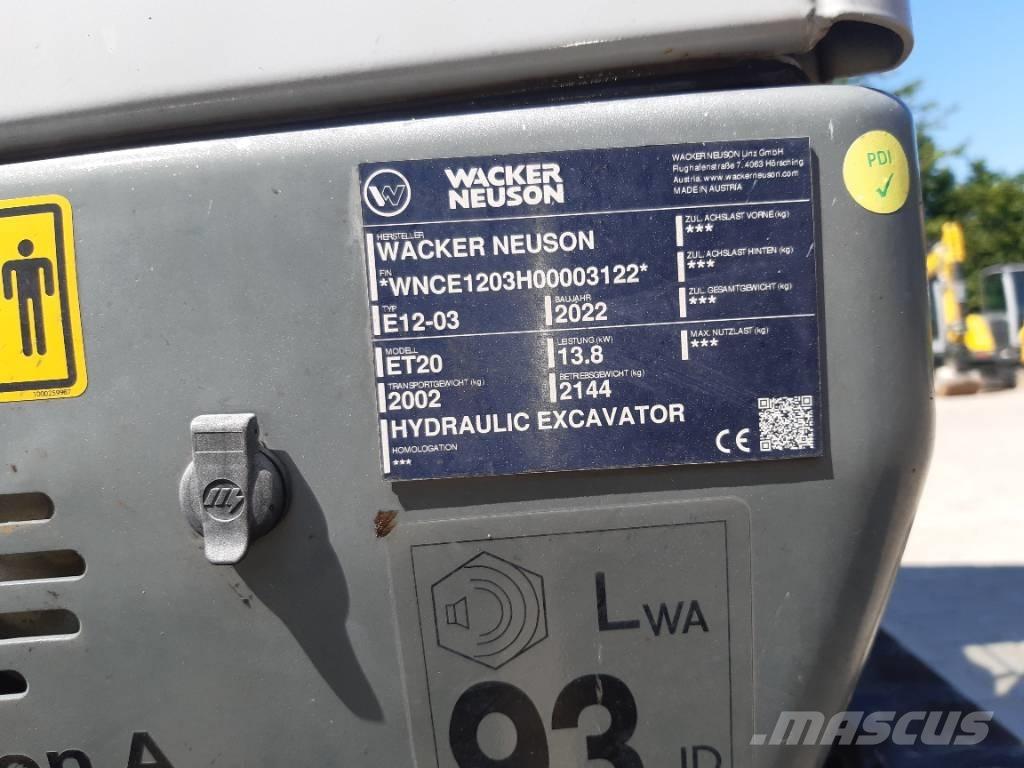 WACKER
NEUSON
WACKER NEUSON Linz GmbH
Flughafenstraße 7, 4063 Hörsching
Austria, www.wackerneuson.com
MADE IN AUSTRIA
PDI
HERSTELLER
WACKER NEUSON
FIN
*WNCE1203H00003122*
TYP
E12-03
BAUJAHR
2022
MODELL
ET20
LEISTUNG (kW)
13.8
TRANSPORTGEWICHT (kg)
2002
BETRIEBSGEWICHT (kg)
2144
HYDRAULIC EXCAVATOR
HOMOLOGATION
***
ZUL. ACHSLAST VORNE (kg)
***
ZUL. ACHSLAST HINTEN (kg)
***
ZUL. GESAMTGEWICHT (kg)
***
MAX. NUTZLAST (kg)
***
CE
1000259967
LWA
93
on A
MASCUS